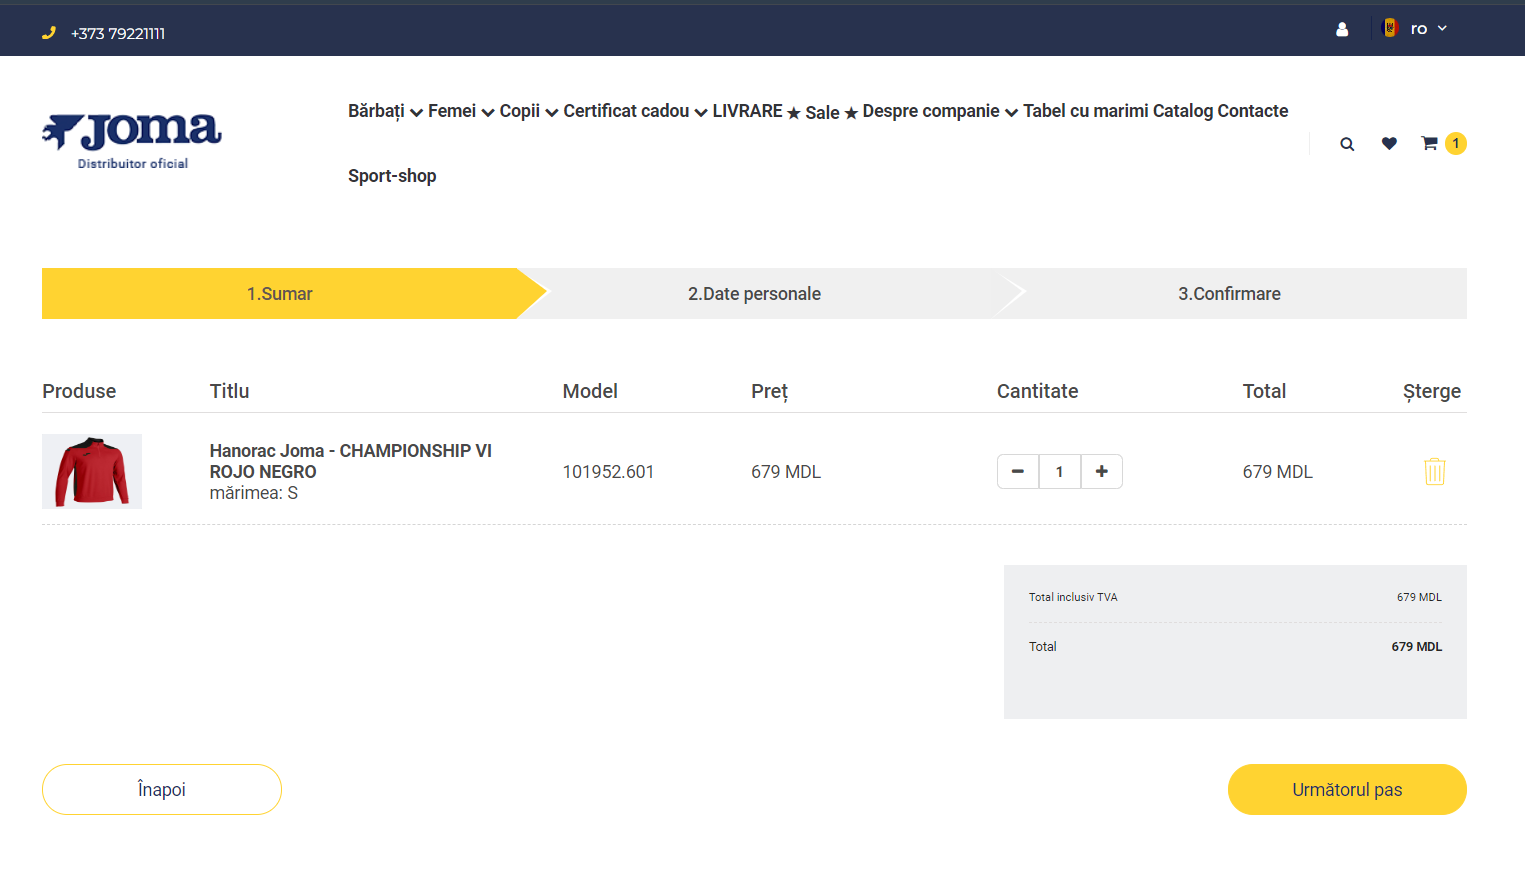 +373 79221111
ro
Joma
Distribuitor oficial
Bărbați Femei Copii Certificat cadou LIVRARE ★ Sale ★ Despre companie Tabel cu marimi Catalog Contacte
Sport-shop
1
1.Sumar
2.Date personale
3.Confirmare
Produse Titlu Model Preț Cantitate Total Șterge
Hanorac Joma - CHAMPIONSHIP VI
ROJO NEGRO
mărimea: S
101952.601
679 MDL
− 1 +
679 MDL
Total inclusiv TVA 679 MDL
Total 679 MDL
Înapoi
Următorul pas